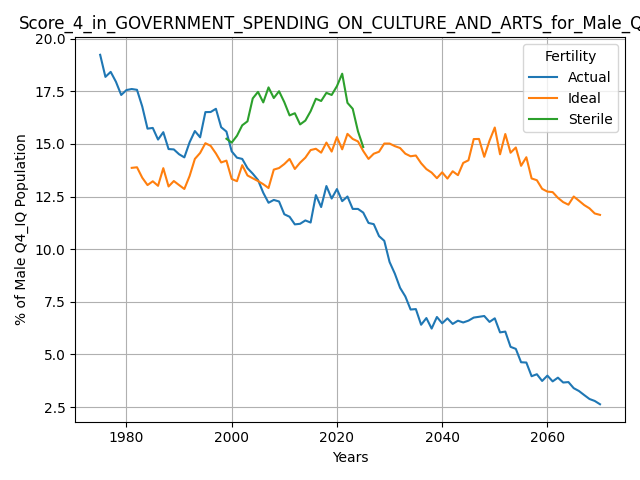 Score_4_in_GOVERNMENT_SPENDING_ON_CULTURE_AND_ARTS_for_Male_Q
Fertility
Actual
Ideal
Sterile
% of Male Q4_IQ Population
20.0
17.5
15.0
12.5
10.0
7.5
5.0
2.5
1980 2000 2020 2040 2060
Years